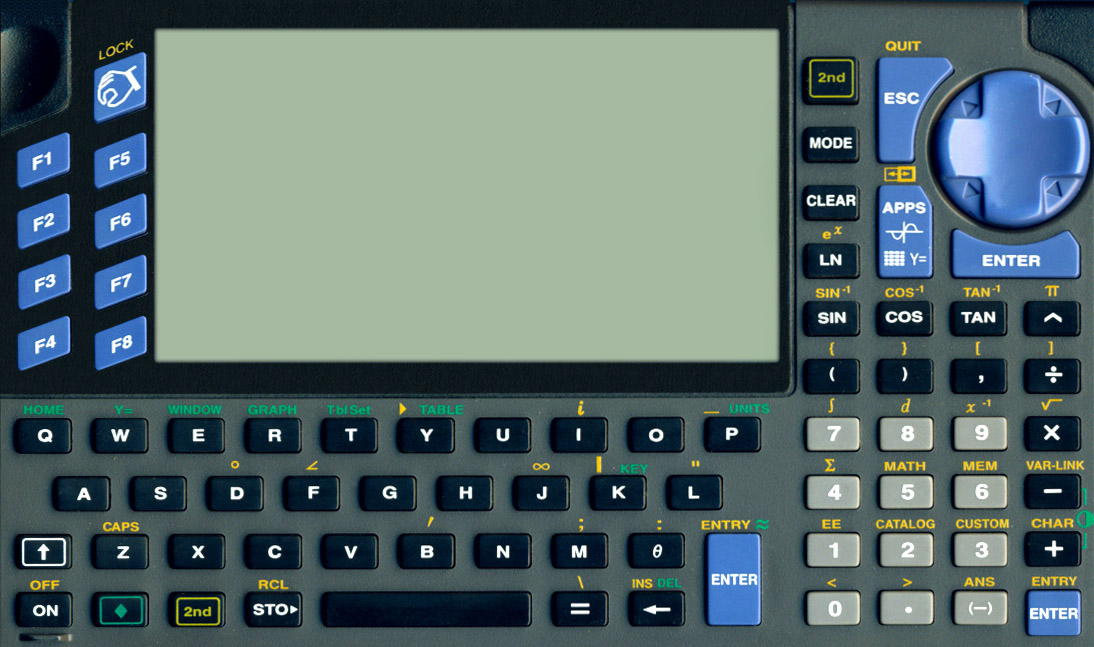 LOCK
QUIT
2nd
ESC
F1 F5
MODE
F2 F6
CLEAR
APPS
Y=
eˣ
LN
ENTER
F3 F7
SIN⁻¹ COS⁻¹ TAN⁻¹ π
SIN COS TAN ^
F4 F8
{ } [ ]
( ) , ÷
HOME Y= WINDOW GRAPH TblSet TABLE i _ UNITS
Q W E R T Y U I O P
∫ d x⁻¹ √
7 8 9 ×
° ∠ ∞ | KEY "
A S D F G H J K L
Σ MATH MEM VAR-LINK
4 5 6 −
CAPS ′ ; : ENTRY ≈
↑ Z X C V B N M θ
ENTER
EE CATALOG CUSTOM CHAR
1 2 3 +
OFF RCL \ INS DEL
ON ◆ 2nd STO▸ = ←
< > ANS ENTRY
0 . (−) ENTER